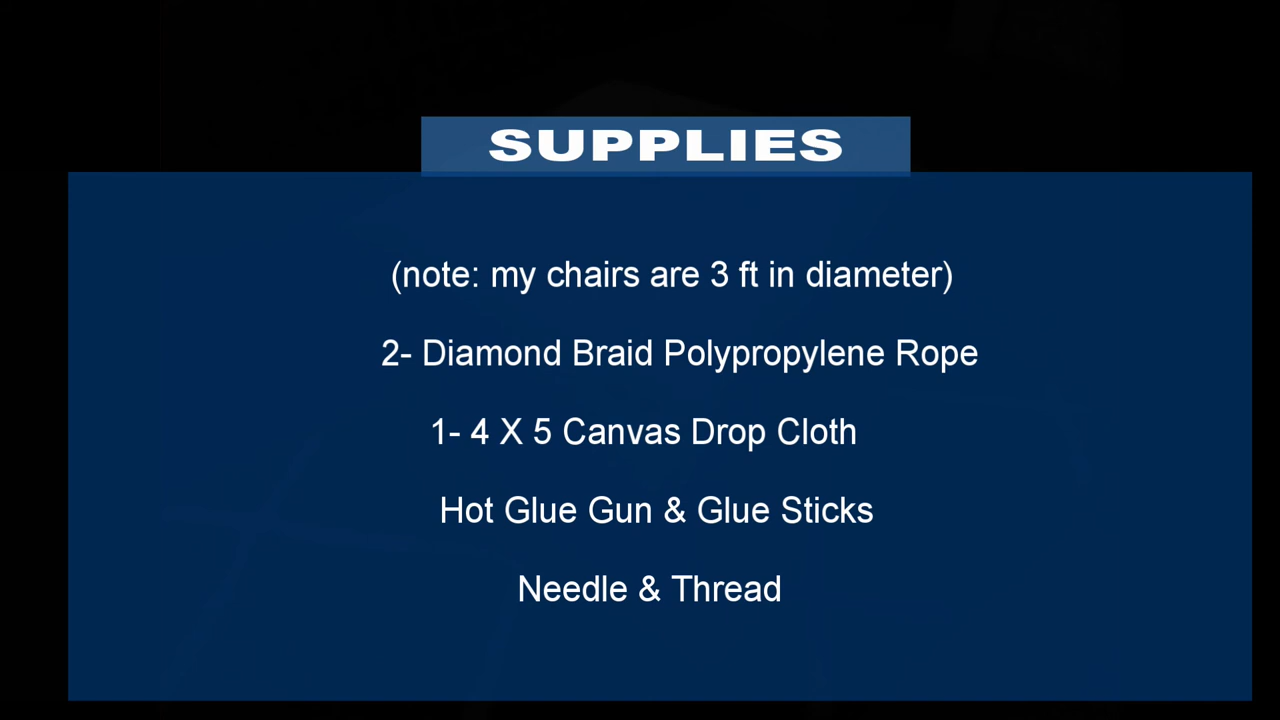 SUPPLIES
(note: my chairs are 3 ft in diameter)
2- Diamond Braid Polypropylene Rope
1- 4 X 5 Canvas Drop Cloth
Hot Glue Gun & Glue Sticks
Needle & Thread